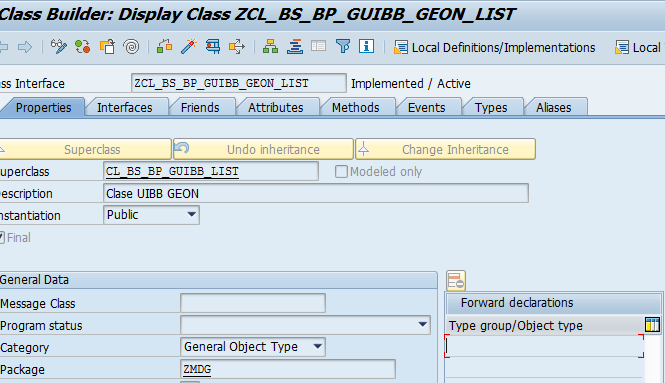 Class Builder: Display Class ZCL_BS_BP_GUIBB_GEON_LIST
Local Definitions/Implementations Local
ss Interface ZCL_BS_BP_GUIBB_GEON_LIST Implemented / Active
Properties Interfaces Friends Attributes Methods Events Types Aliases
Superclass Undo inheritance Change Inheritance
uperclass CL_BS_BP_GUIBB_LIST Modeled only
escription Clase UIBB GEON
nstantiation Public
Final
General Data
Forward declarations
Message Class
Type group/Object type
Program status
Category General Object Type
Package ZMDG